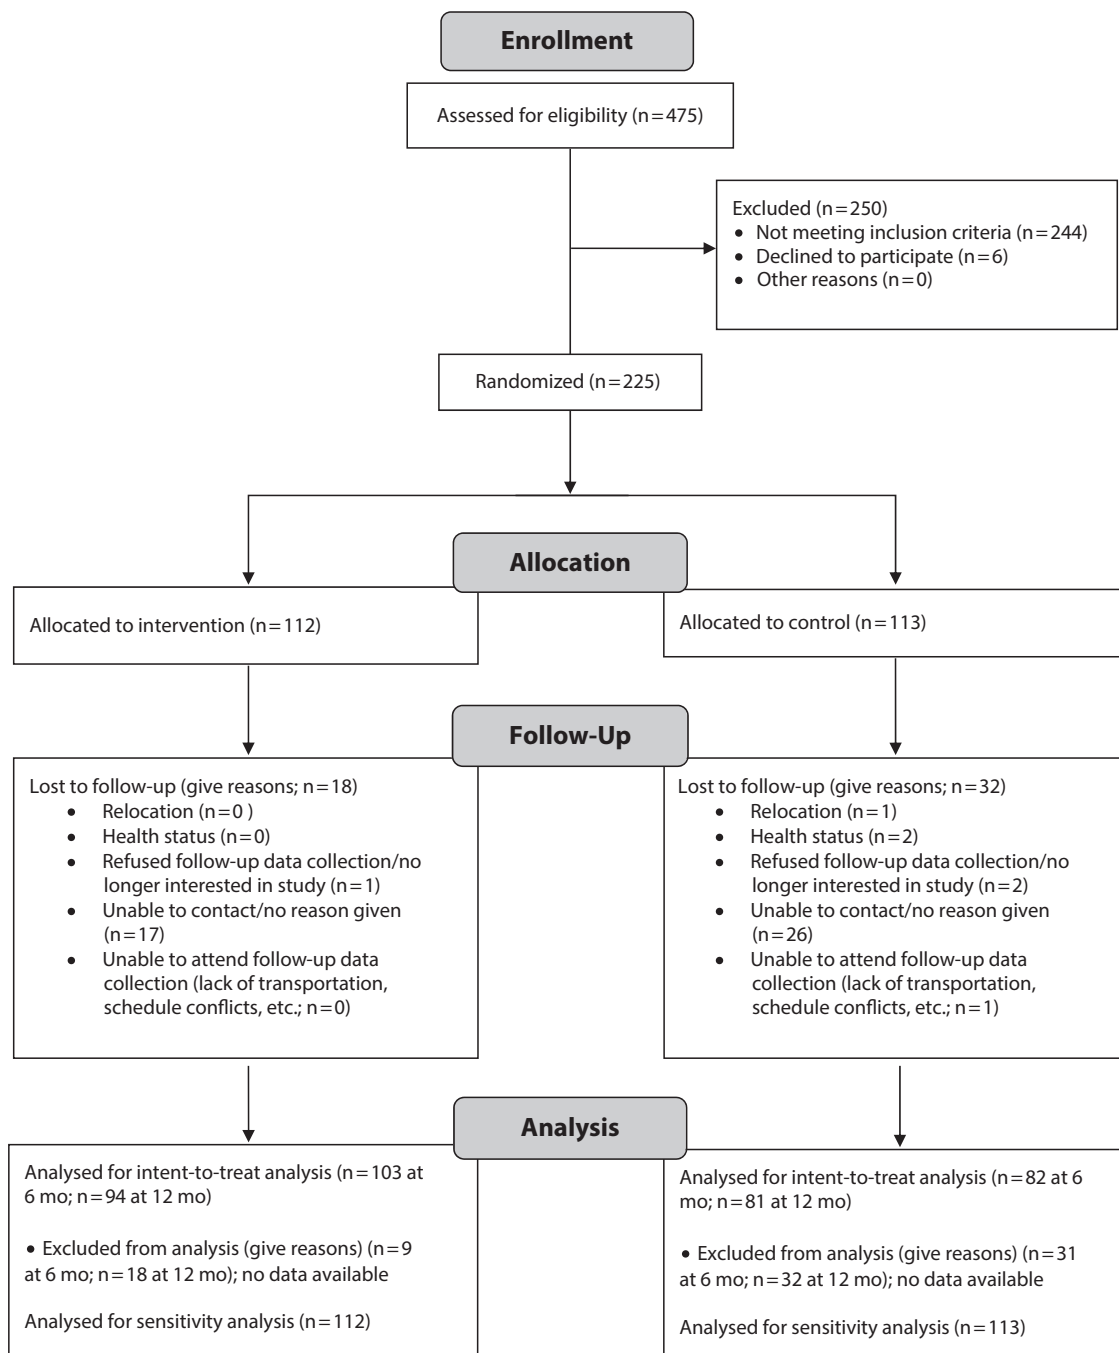 Enrollment
Assessed for eligibility (n=475)
Excluded (n=250)
• Not meeting inclusion criteria (n=244)
• Declined to participate (n=6)
• Other reasons (n=0)
Randomized (n=225)
Allocation
Allocated to intervention (n=112)
Allocated to control (n=113)
Follow-Up
Lost to follow-up (give reasons; n=18)
• Relocation (n=0 )
• Health status (n=0)
• Refused follow-up data collection/no
longer interested in study (n=1)
• Unable to contact/no reason given
(n=17)
• Unable to attend follow-up data
collection (lack of transportation,
schedule conflicts, etc.; n=0)
Lost to follow-up (give reasons; n=32)
• Relocation (n=1)
• Health status (n=2)
• Refused follow-up data collection/no
longer interested in study (n=2)
• Unable to contact/no reason given
(n=26)
• Unable to attend follow-up data
collection (lack of transportation,
schedule conflicts, etc.; n=1)
Analysis
Analysed for intent-to-treat analysis (n=103 at
6 mo; n=94 at 12 mo)
• Excluded from analysis (give reasons) (n=9
at 6 mo; n=18 at 12 mo); no data available
Analysed for sensitivity analysis (n=112)
Analysed for intent-to-treat analysis (n=82 at 6
mo; n=81 at 12 mo)
• Excluded from analysis (give reasons) (n=31
at 6 mo; n=32 at 12 mo); no data available
Analysed for sensitivity analysis (n=113)